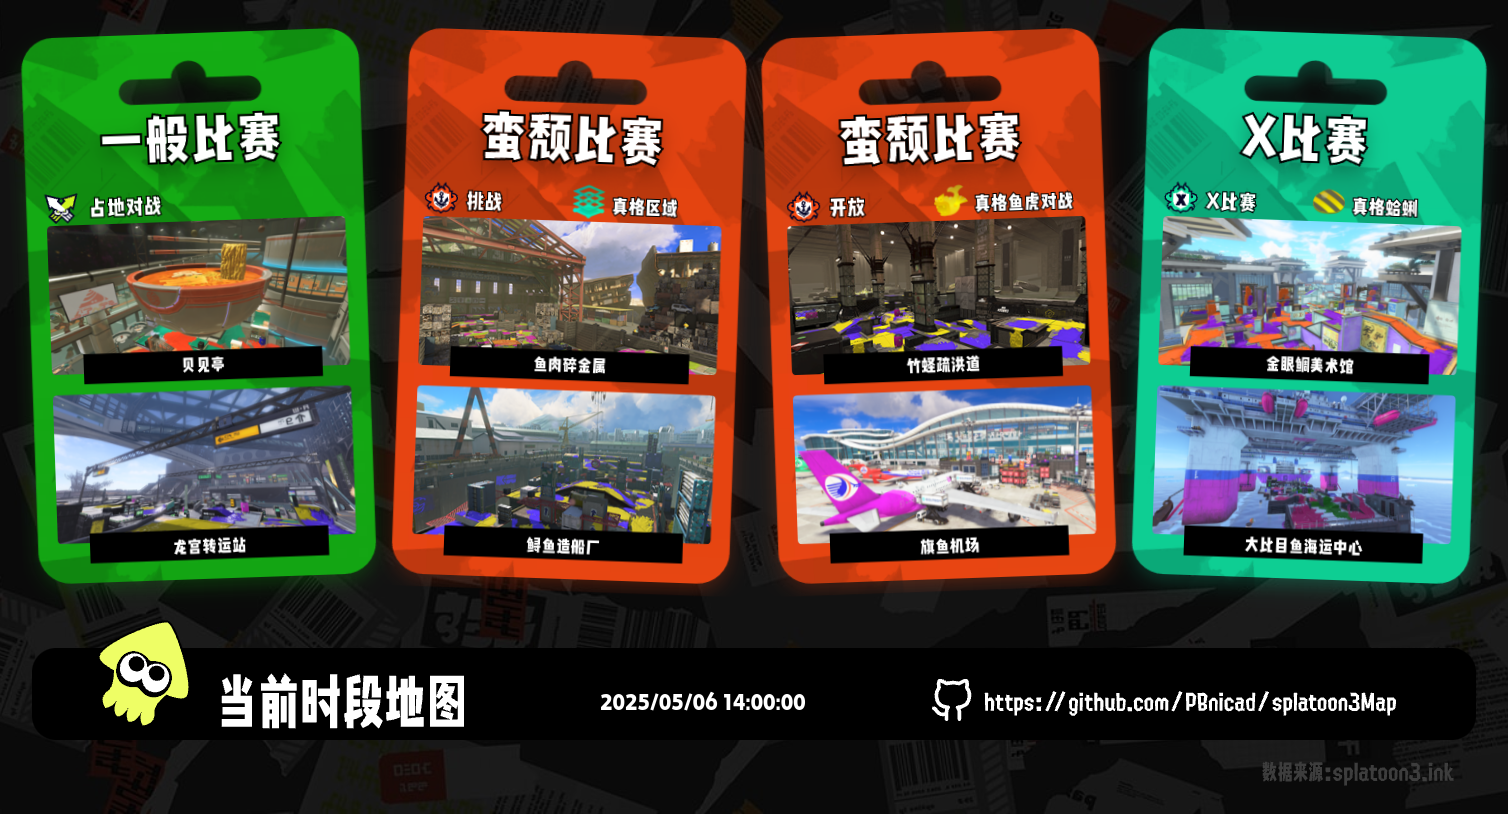 一般比赛
占地对战
贝贝亭
龙宫转运站
蛮颓比赛
挑战
真格区域
鱼肉碎金属
鲟鱼造船厂
蛮颓比赛
开放
真格鱼虎对战
竹蛏疏洪道
旗鱼机场
X比赛
X比赛
真格蛤蜊
金眼鲷美术馆
大比目鱼海运中心
当前时段地图
2025/05/06 14:00:00
https://github.com/PBnicad/splatoon3Map
数据来源:splatoon3.ink